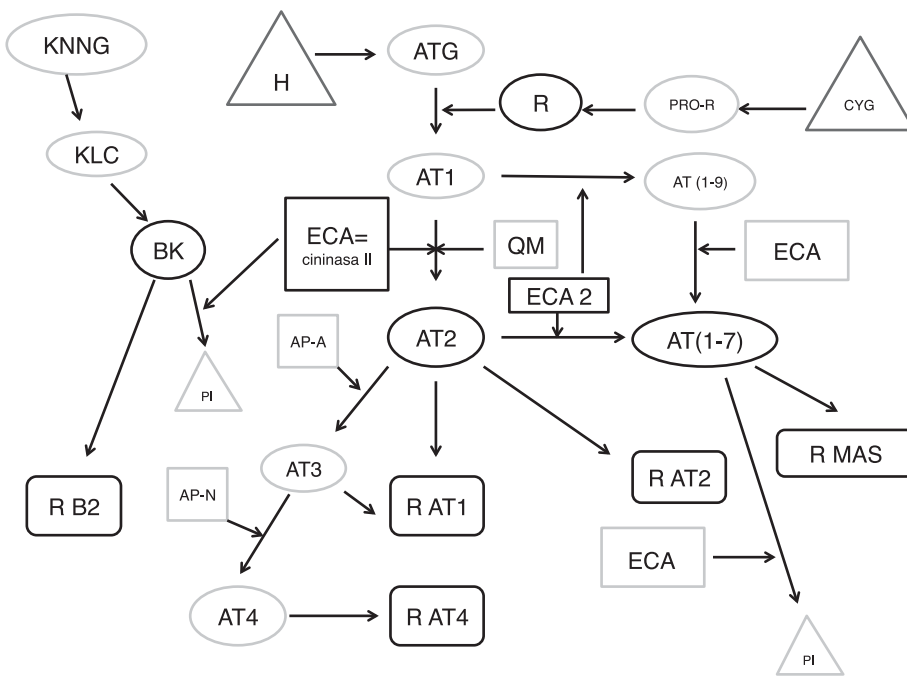 KNNG
ATG
H
R
PRO-R
CYG
KLC
AT1
AT (1-9)
BK
ECA=
cininasa II
QM
ECA
ECA 2
AP-A
AT2
AT(1-7)
PI
AT3
R MAS
AP-N
R B2
R AT1
R AT2
ECA
AT4
R AT4
PI